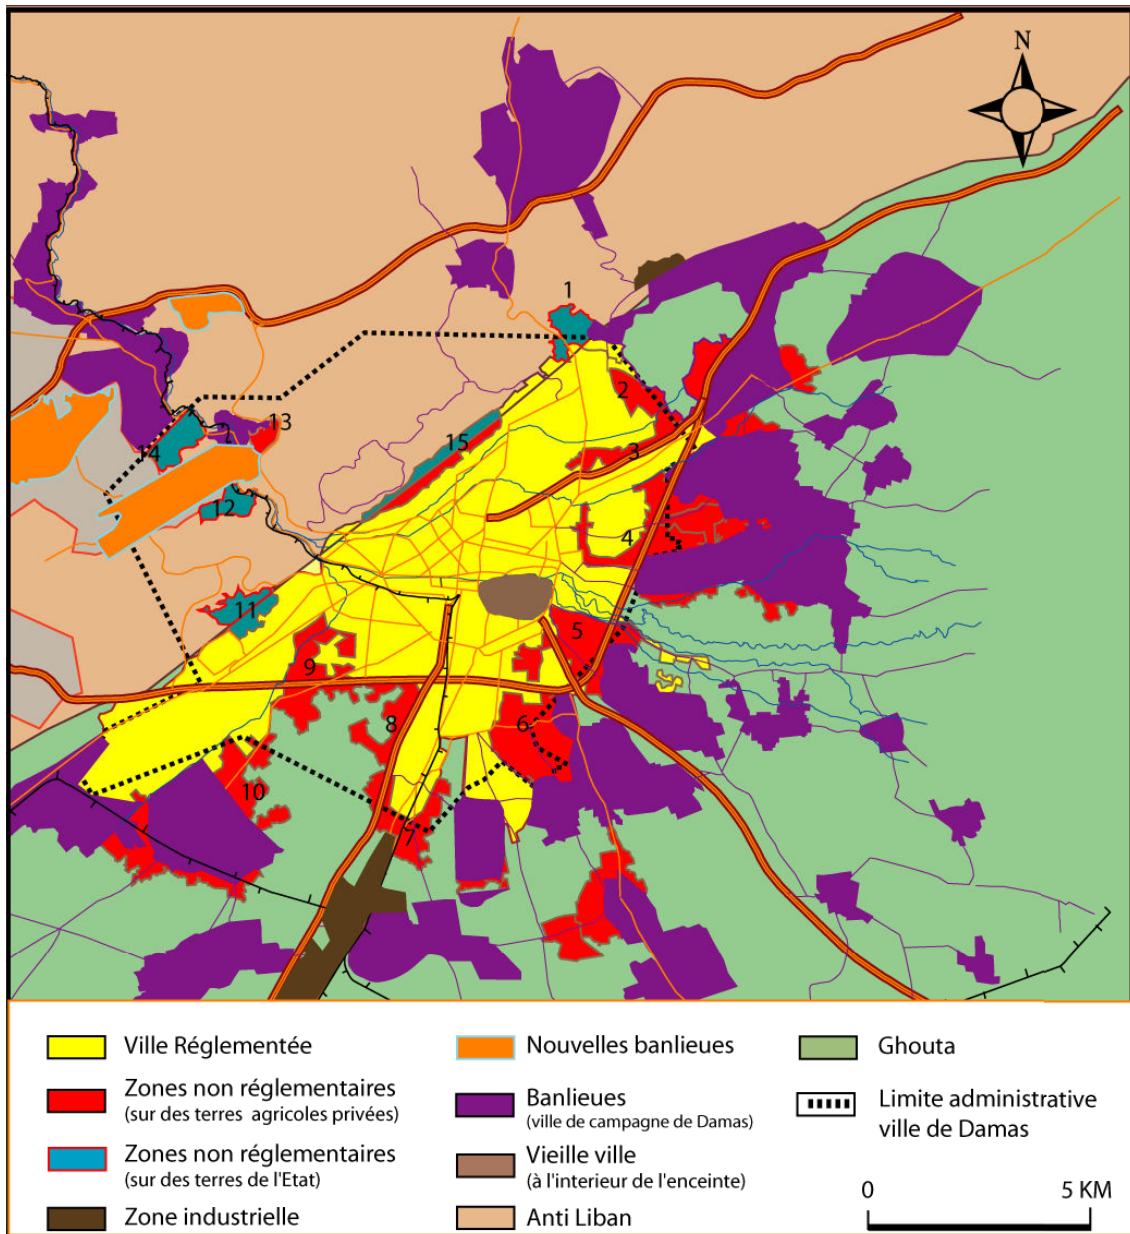 N
1
2
13
15
3
14
12
4
11
5
9
8
6
10
7
Ville Réglementée
Zones non réglementaires
(sur des terres agricoles privées)
Zones non réglementaires
(sur des terres de l'Etat)
Zone industrielle
Nouvelles banlieues
Banlieues
(ville de campagne de Damas)
Vieille ville
(à l'interieur de l'enceinte)
Anti Liban
Ghouta
Limite administrative
ville de Damas
0 5 KM